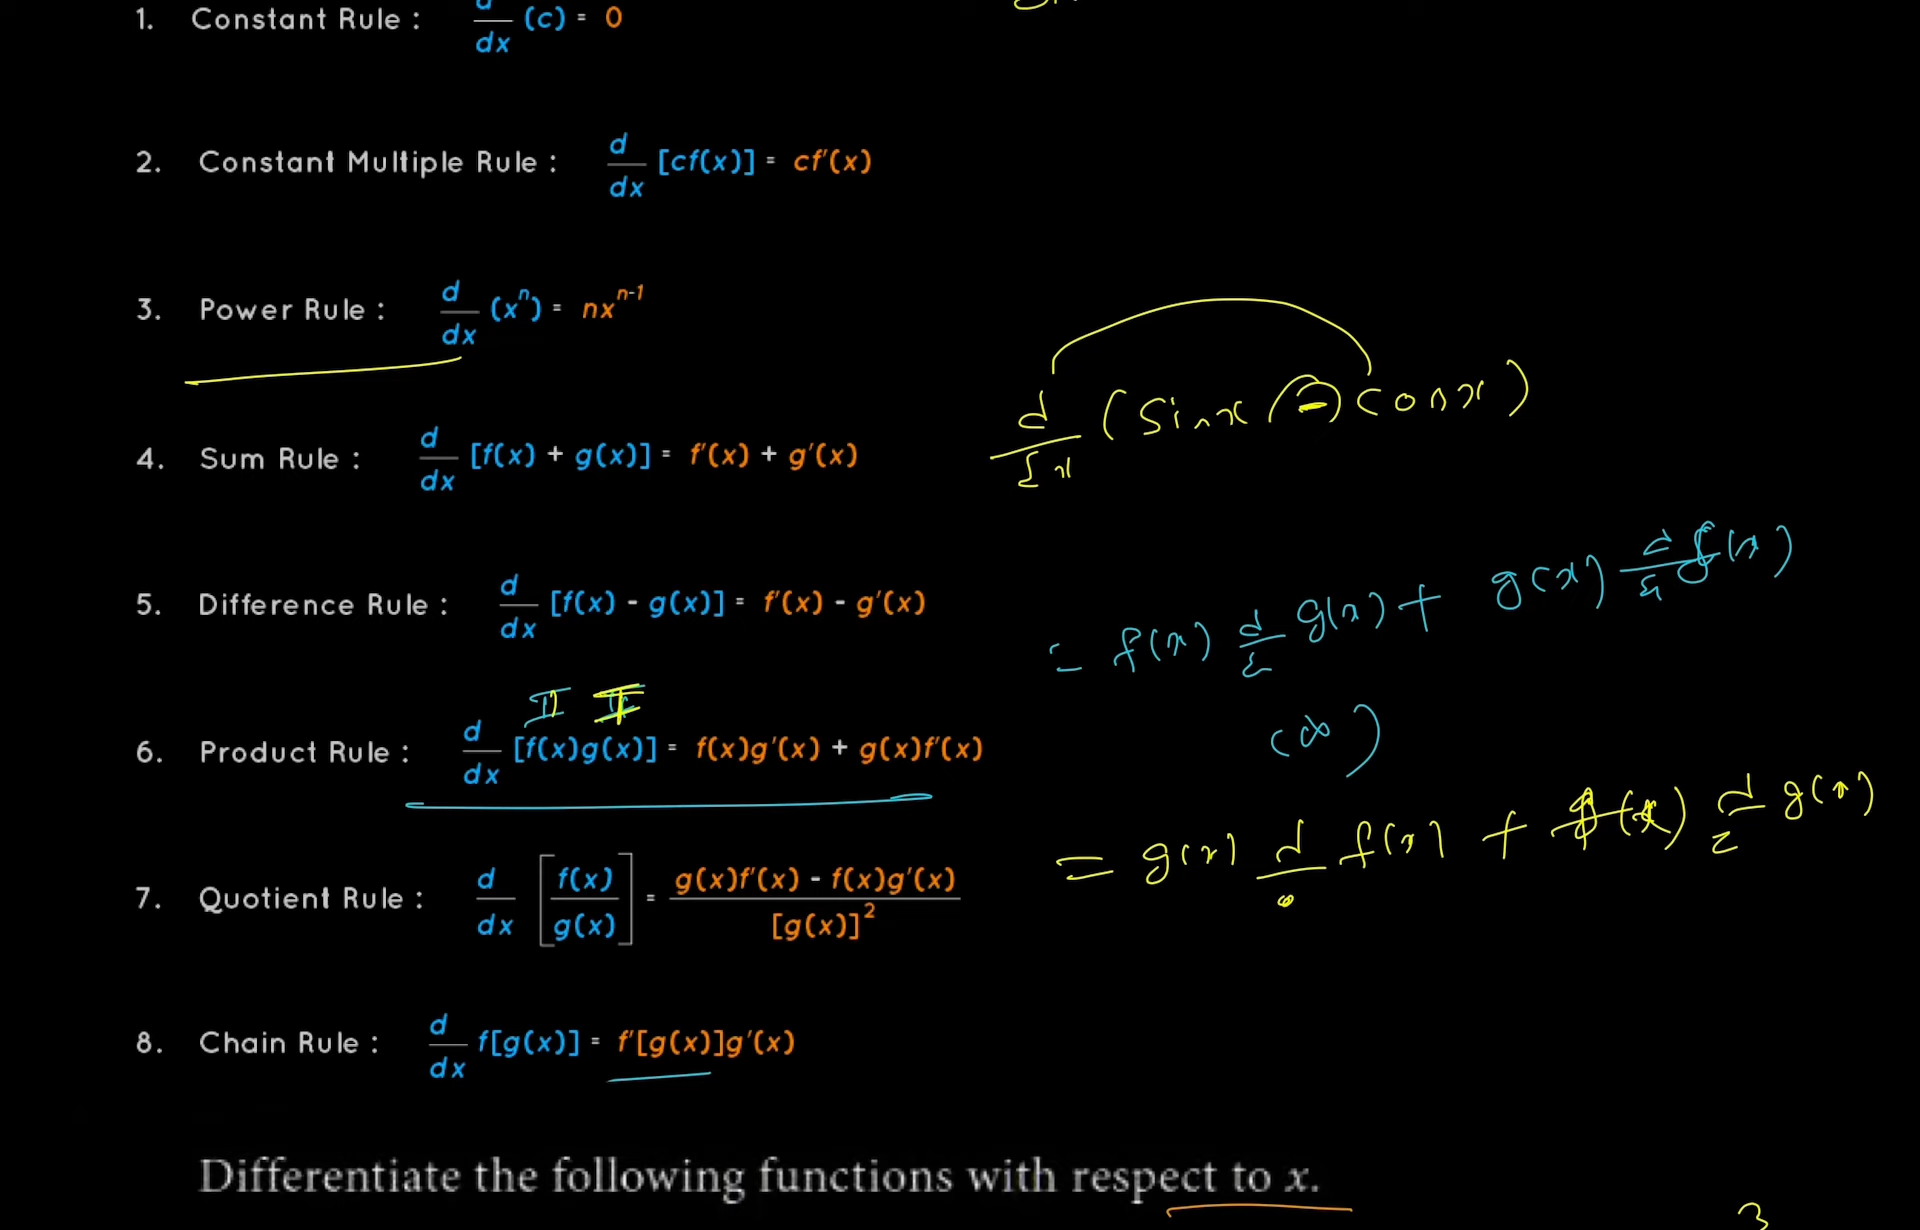 1. Constant Rule : d/dx (c) = 0
2. Constant Multiple Rule : d/dx [cf(x)] = cf'(x)
3. Power Rule : d/dx (xⁿ) = nxⁿ⁻¹
d/dx (Sinx - cosx)
4. Sum Rule : d/dx [f(x) + g(x)] = f'(x) + g'(x)
5. Difference Rule : d/dx [f(x) - g(x)] = f'(x) - g'(x)
= f(x) d/dx g(x) + g(x) d/dx f(x)
6. Product Rule : d/dx [f(x)g(x)] = f(x)g'(x) + g(x)f'(x)
(or)
= g(x) d/dx f(x) + f(x) d/dx g(x)
7. Quotient Rule : d/dx [f(x)/g(x)] = g(x)f'(x) - f(x)g'(x) / [g(x)]²
8. Chain Rule : d/dx f[g(x)] = f'[g(x)]g'(x)
Differentiate the following functions with respect to x.